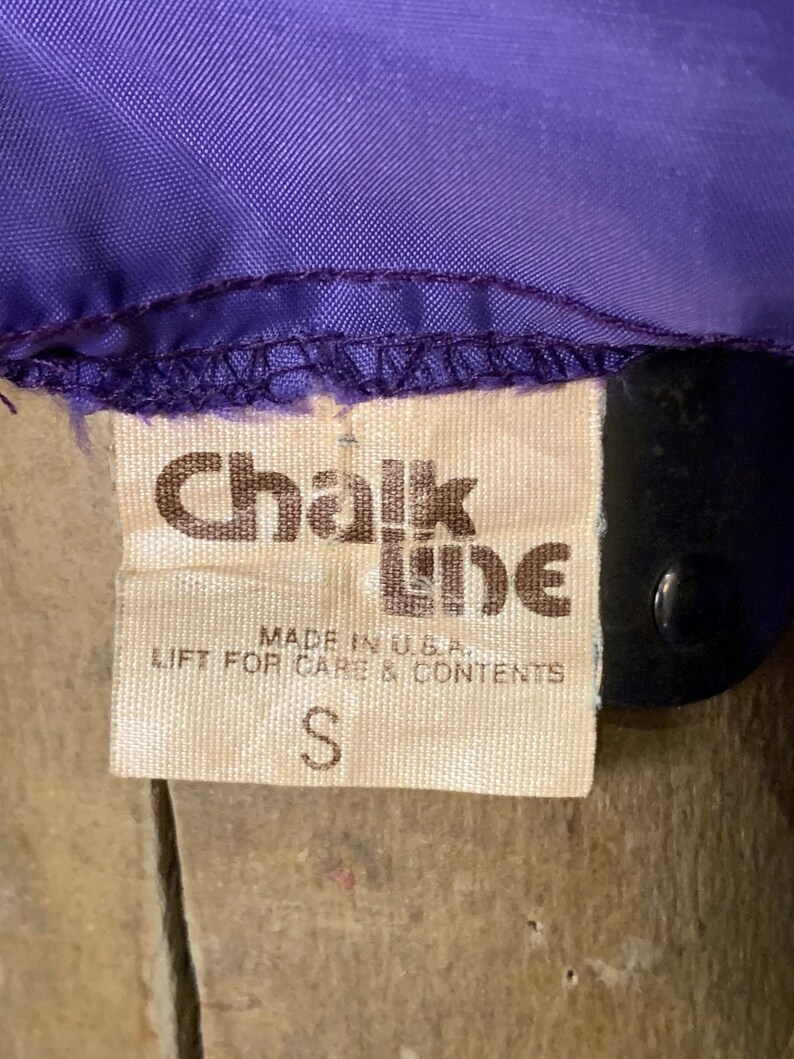 Chalk
LINE
MADE IN U.S.A.
LIFT FOR CARE & CONTENTS
S